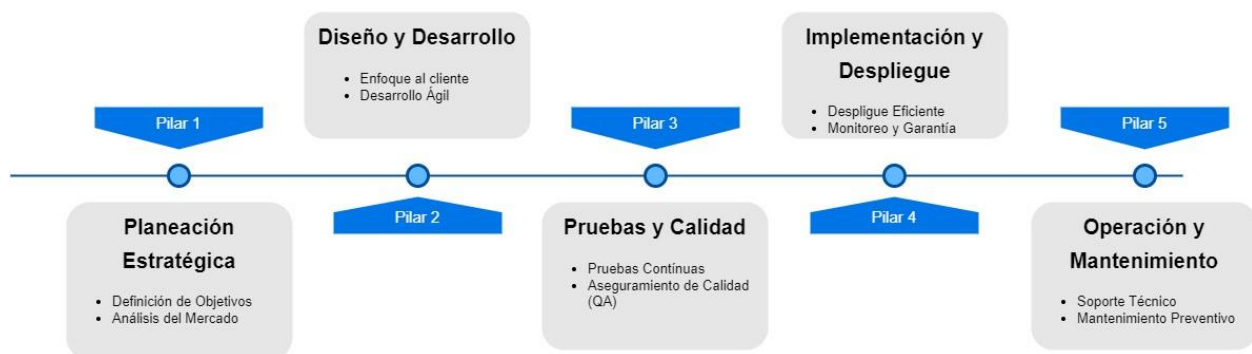 Pilar 1
Planeación
Estratégica
• Definición de Objetivos
• Análisis del Mercado
Diseño y Desarrollo
• Enfoque al cliente
• Desarrollo Ágil
Pilar 2
Pilar 3
Pruebas y Calidad
• Pruebas Contínuas
• Aseguramiento de Calidad
(QA)
Implementación y
Despliegue
• Despligue Eficiente
• Monitoreo y Garantía
Pilar 4
Pilar 5
Operación y
Mantenimiento
• Soporte Técnico
• Mantenimiento Preventivo